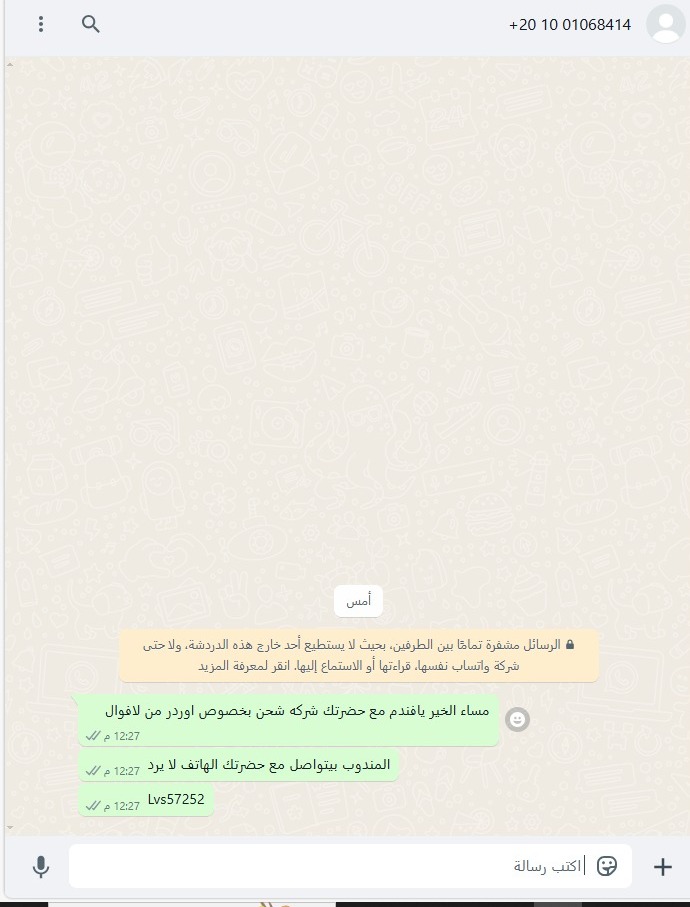 +20 10 01068414
أمس
الرسائل مشفرة تمامًا بين الطرفين، بحيث لا يستطيع أحد خارج هذه الدردشة، ولا حتى
شركة واتساب نفسها، قراءتها أو الاستماع إليها. انقر لمعرفة المزيد
مساء الخير يافندم مع حضرتك شركه شحن بخصوص اوردر من لافوال
12:27 م
المندوب بيتواصل مع حضرتك الهاتف لا يرد 12:27 م
Lvs57252 12:27 م
اكتب رسالة